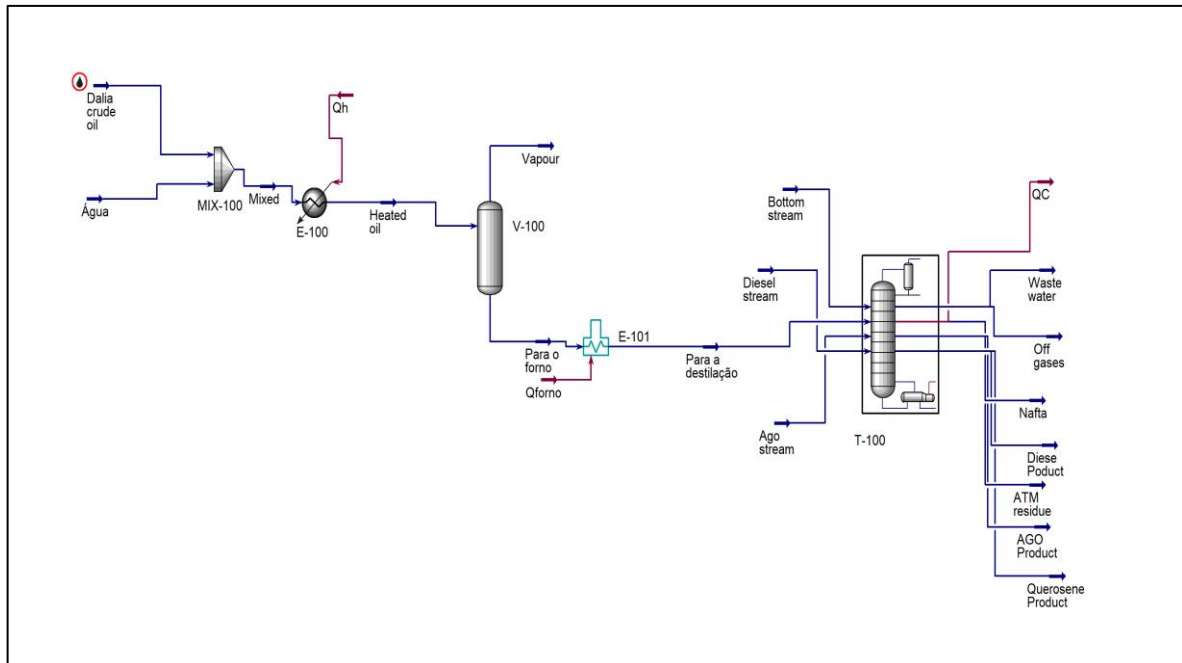 Dalia
crude
oil
Água
MIX-100
Mixed
Qh
E-100
Heated
oil
Vapour
V-100
Para o
forno
Qforno
E-101
Para a
destilação
Bottom
stream
Diesel
stream
Ago
stream
T-100
QC
Waste
water
Off
gases
Nafta
Diese
Poduct
ATM
residue
AGO
Product
Querosene
Product